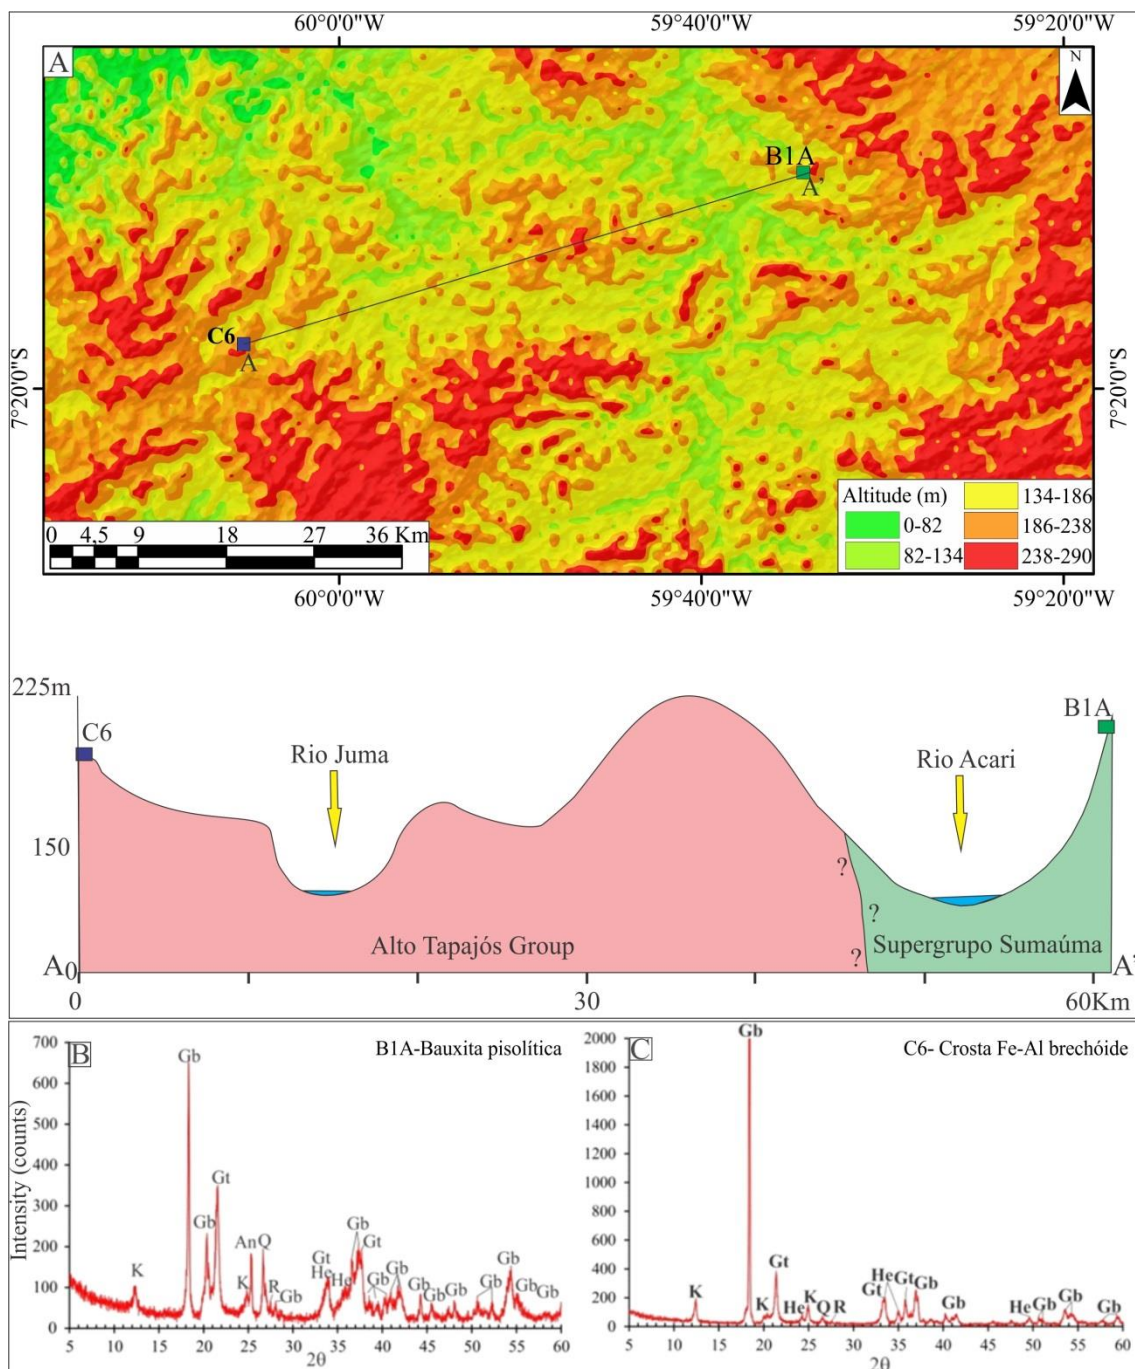 60°0'0"W 59°40'0"W 59°20'0"W
A
N
B1A
A'
C6
A
7°20'0"S
7°20'0"S
Altitude (m)
0-82
82-134
134-186
186-238
238-290
0 4,5 9 18 27 36 Km
60°0'0"W 59°40'0"W 59°20'0"W
225m
C6
B1A
Rio Juma
Rio Acari
150
?
?
?
Alto Tapajós Group
Supergrupo Sumaúma
A 0
A'
0 30 60Km
B
B1A-Bauxita pisolítica
700
600
500
400
300
200
100
0
Intensity (counts)
K Gb Gb Gt K An Q R Gb Gt He He Gb Gt Gb Gb Gb Gb Gb Gb Gb Gb Gb
5 10 15 20 25 30 35 40 45 50 55 60
2θ
C
C6- Crosta Fe-Al brechóide
2000
1800
1600
1400
1200
1000
800
600
400
200
0
K Gb K Gt He K Q R Gt He Gt Gb Gb He Gb Gb Gb
5 10 15 20 25 30 35 40 45 50 55 60
2θ